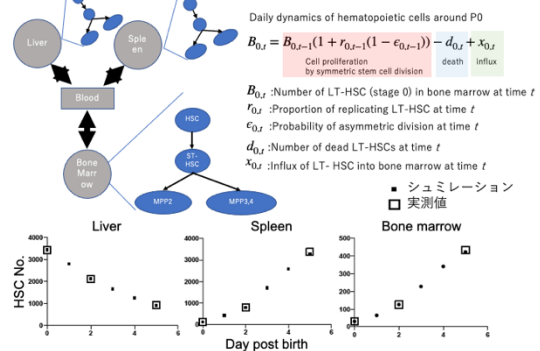 Daily dynamics of hematopoietic cells around P0
Liver
Sple
en
B₀,ₜ = B₀,ₜ₋₁(1 + r₀,ₜ₋₁(1 − ϵ₀,ₜ₋₁)) − d₀,ₜ + x₀,ₜ
Cell proliferation
by symmetric stem cell division
death
influx
Blood
B₀,ₜ :Number of LT-HSC (stage 0) in bone marrow at time t
r₀,ₜ :Proportion of replicating LT-HSC at time t
ϵ₀,ₜ :Probability of asymmetric division at time t
d₀,ₜ :Number of dead LT-HSCs at time t
x₀,ₜ :Influx of LT- HSC into bone marrow at time t
HSC
ST-
HSC
Bone
Marr
ow
MPP2
MPP3,4
シュミレーション
実測値
Liver
Spleen
Bone marrow
HSC No.
4000
3000
2000
1000
0
0 2 4 6
4000
3000
2000
1000
0
0 2 4 6
500
400
300
200
100
0
0 2 4 6
Day post birth